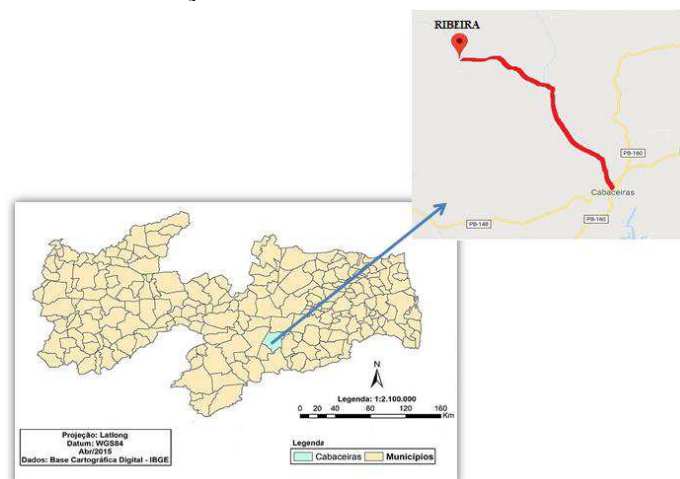 RIBEIRA
PB-160
Cabaceiras
PB-148
PB-160
N
Legenda: 1:2.100.000
0 20 40 80 120 160
Km
Projeção: Latlong
Datum: WGS84
Abr/2015
Dados: Base Cartográfica Digital - IBGE
Legenda
Cabaceiras
Municípios